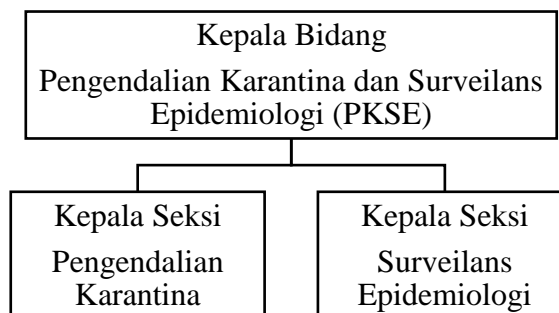 Kepala Bidang
Pengendalian Karantina dan Surveilans
Epidemiologi (PKSE)
Kepala Seksi
Pengendalian
Karantina
Kepala Seksi
Surveilans
Epidemiologi